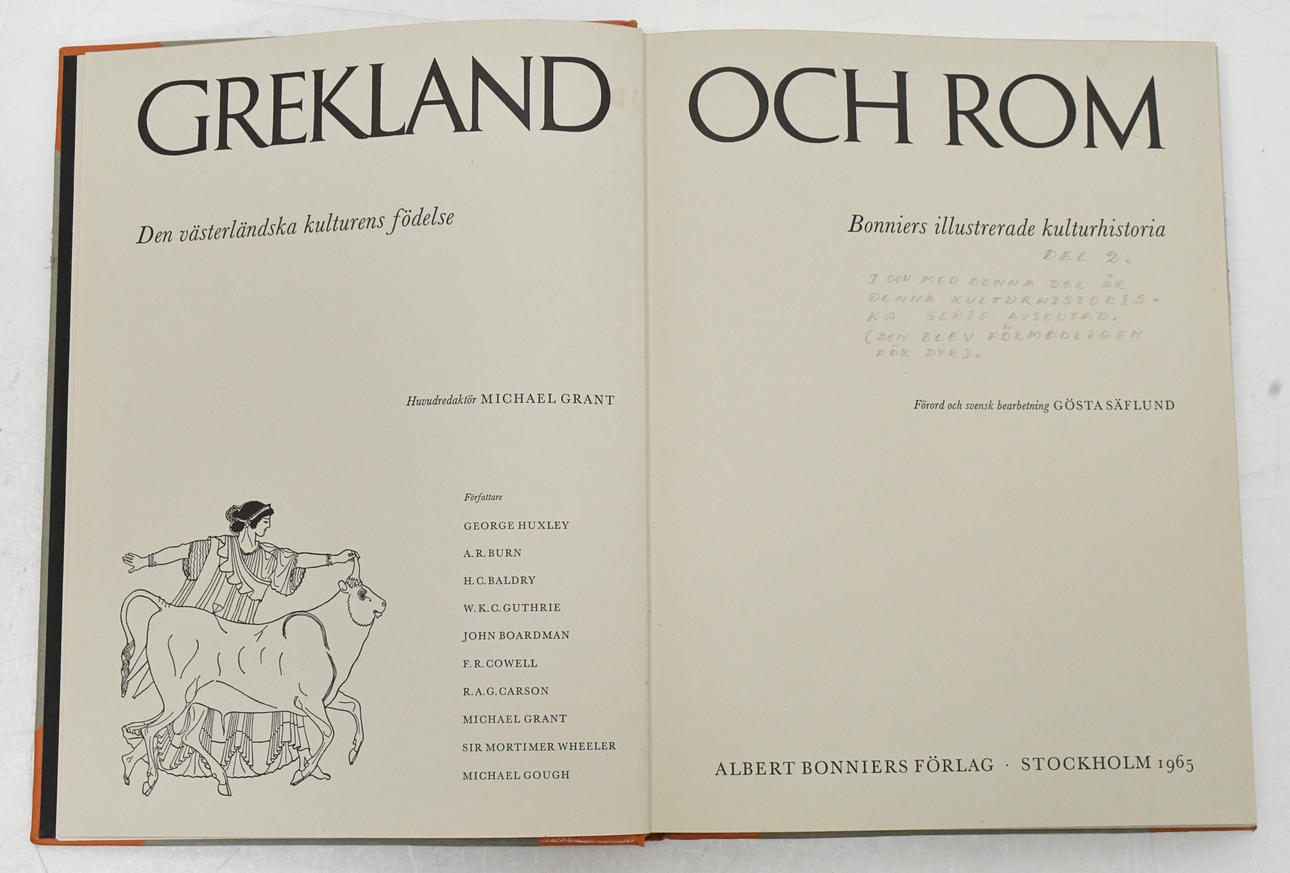 GREKLAND OCH ROM
Den västerländska kulturens födelse
Huvudredaktör MICHAEL GRANT
Författare
GEORGE HUXLEY
A. R. BURN
H. C. BALDRY
W. K. C. GUTHRIE
JOHN BOARDMAN
F. R. COWELL
R. A. G. CARSON
MICHAEL GRANT
SIR MORTIMER WHEELER
MICHAEL GOUGH
Bonniers illustrerade kulturhistoria
DEL 2.
I OCH MED DENNA DEL ÄR
DENNA KULTURHISTORIS-
KA SERIE AVSLUTAD.
(DEN BLEV FÖRMODLIGEN
FÖR DYR).
Förord och svensk bearbetning GÖSTA SÄFLUND
ALBERT BONNIERS FÖRLAG · STOCKHOLM 1965